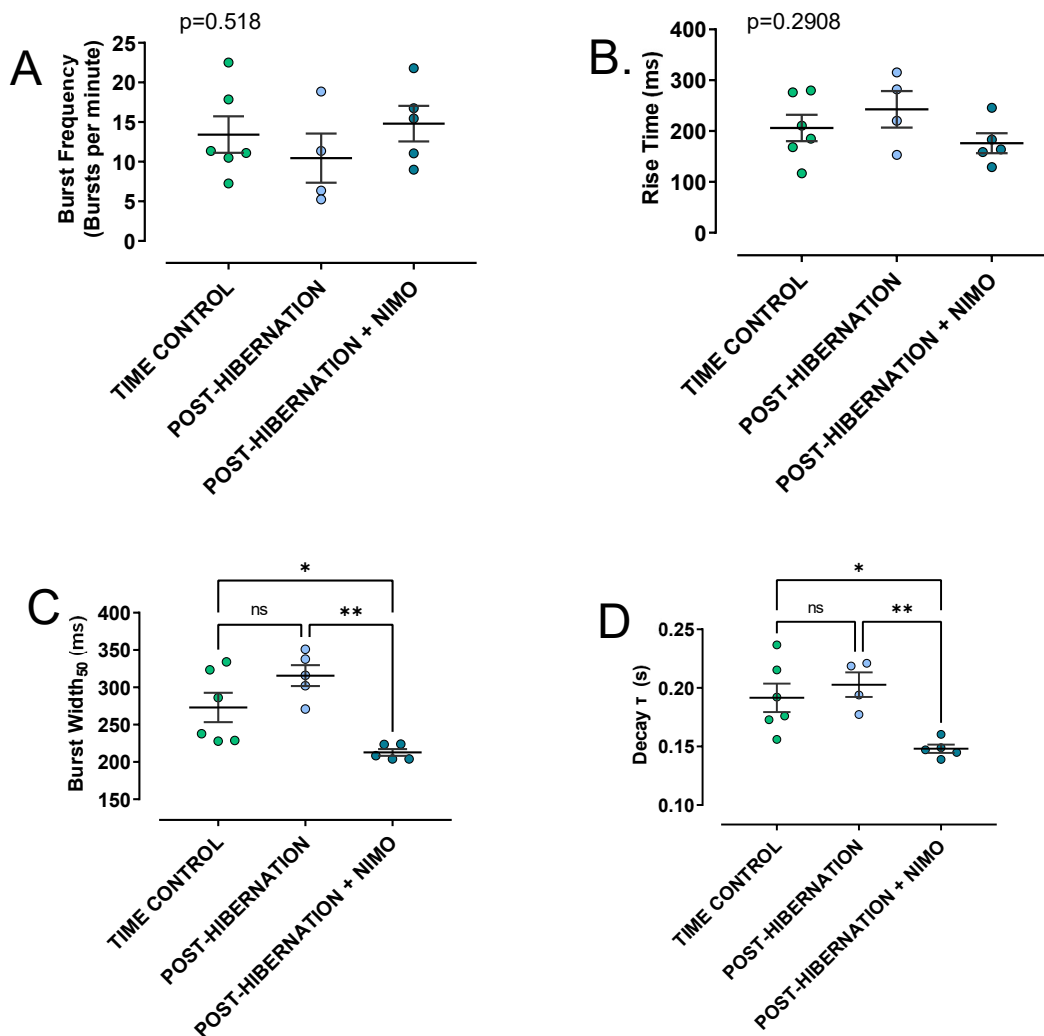 A
p=0.518
Burst Frequency
(Bursts per minute)
25
20
15
10
5
0
TIME CONTROL
POST-HIBERNATION
POST-HIBERNATION + NIMO
B.
p=0.2908
Rise Time (ms)
400
300
200
100
0
TIME CONTROL
POST-HIBERNATION
POST-HIBERNATION + NIMO
C
*
ns
**
Burst Width50 (ms)
400
350
300
250
200
150
TIME CONTROL
POST-HIBERNATION
POST-HIBERNATION + NIMO
D
*
ns
**
Decay τ (s)
0.25
0.20
0.15
0.10
TIME CONTROL
POST-HIBERNATION
POST-HIBERNATION + NIMO